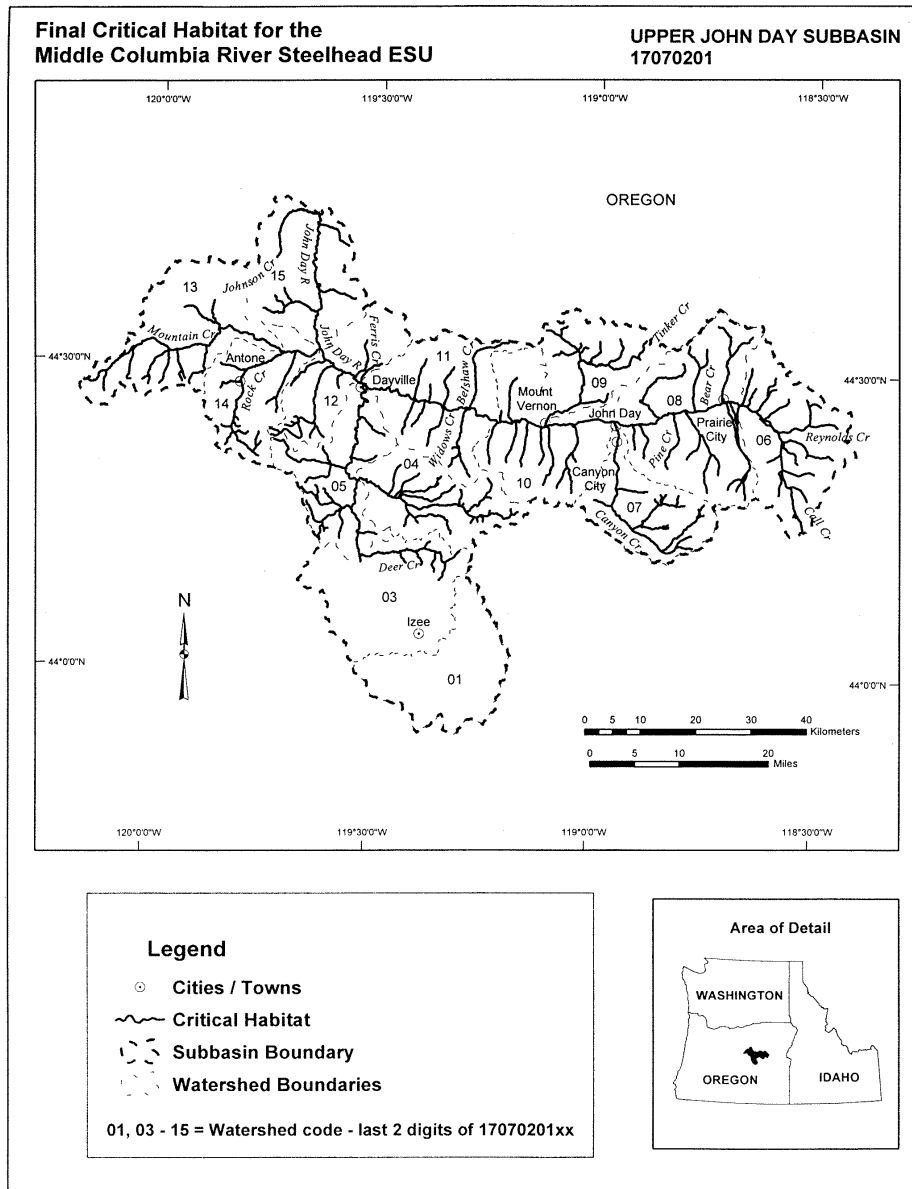 Final Critical Habitat for the
Middle Columbia River Steelhead ESU
UPPER JOHN DAY SUBBASIN
17070201
120°0'0"W
119°30'0"W
119°0'0"W
118°30'0"W
OREGON
John Day R
Johnson Cr
15
13
Ferris Cr
Tinker Cr
Mountain Cr
John Day R
44°30'0"N
Antone
11
Belshaw Cr
Bear Cr
44°30'0"N
Rock Cr
Dayville
Mount
Vernon
09
14
12
John Day
08
Prairie
City
06
Reynolds Cr
Widows Cr
Pine Cr
04
05
10
Canyon
City
07
Canyon Cr
Call Cr
Deer Cr
03
N
Izee
44°0'0"N
01
44°0'0"N
0 5 10 20 30 40
Kilometers
0 5 10 20
Miles
120°0'0"W
119°30'0"W
119°0'0"W
118°30'0"W
Legend
Cities / Towns
Critical Habitat
Subbasin Boundary
Watershed Boundaries
01, 03 - 15 = Watershed code - last 2 digits of 17070201xx
Area of Detail
WASHINGTON
OREGON
IDAHO